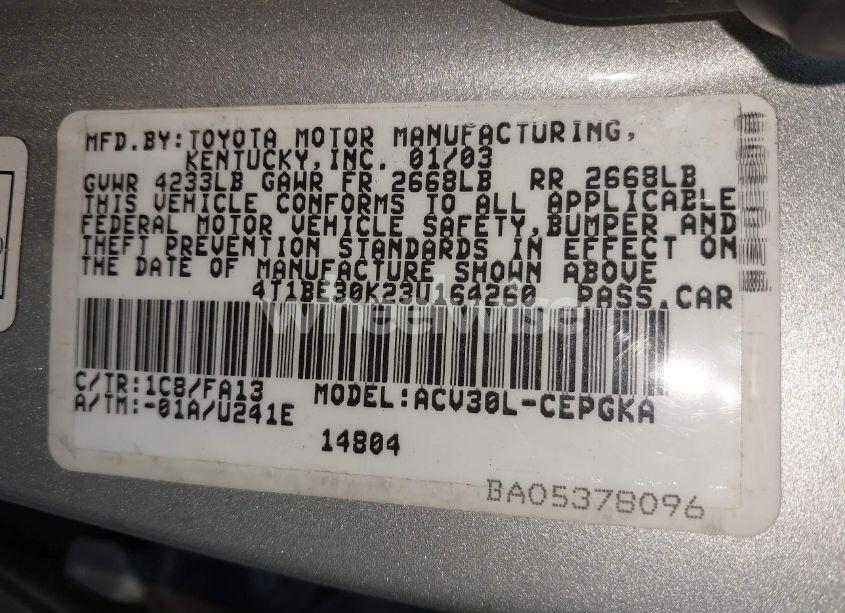 MFD.BY:TOYOTA MOTOR MANUFACTURING,
KENTUCKY,INC. 01/03
GVWR 4233LB GAWR FR 2668LB RR 2668LB
THIS VEHICLE CONFORMS TO ALL APPLICABLE
FEDERAL MOTOR VEHICLE SAFETY,BUMPER AND
THEFT PREVENTION STANDARDS IN EFFECT ON
THE DATE OF MANUFACTURE SHOWN ABOVE
4T1BE30K23U164260 PASS.CAR
C/TR:1C8/FA13 MODEL:ACV30L-CEPGKA
A/TM:-01A/U241E
14804
BA05378096